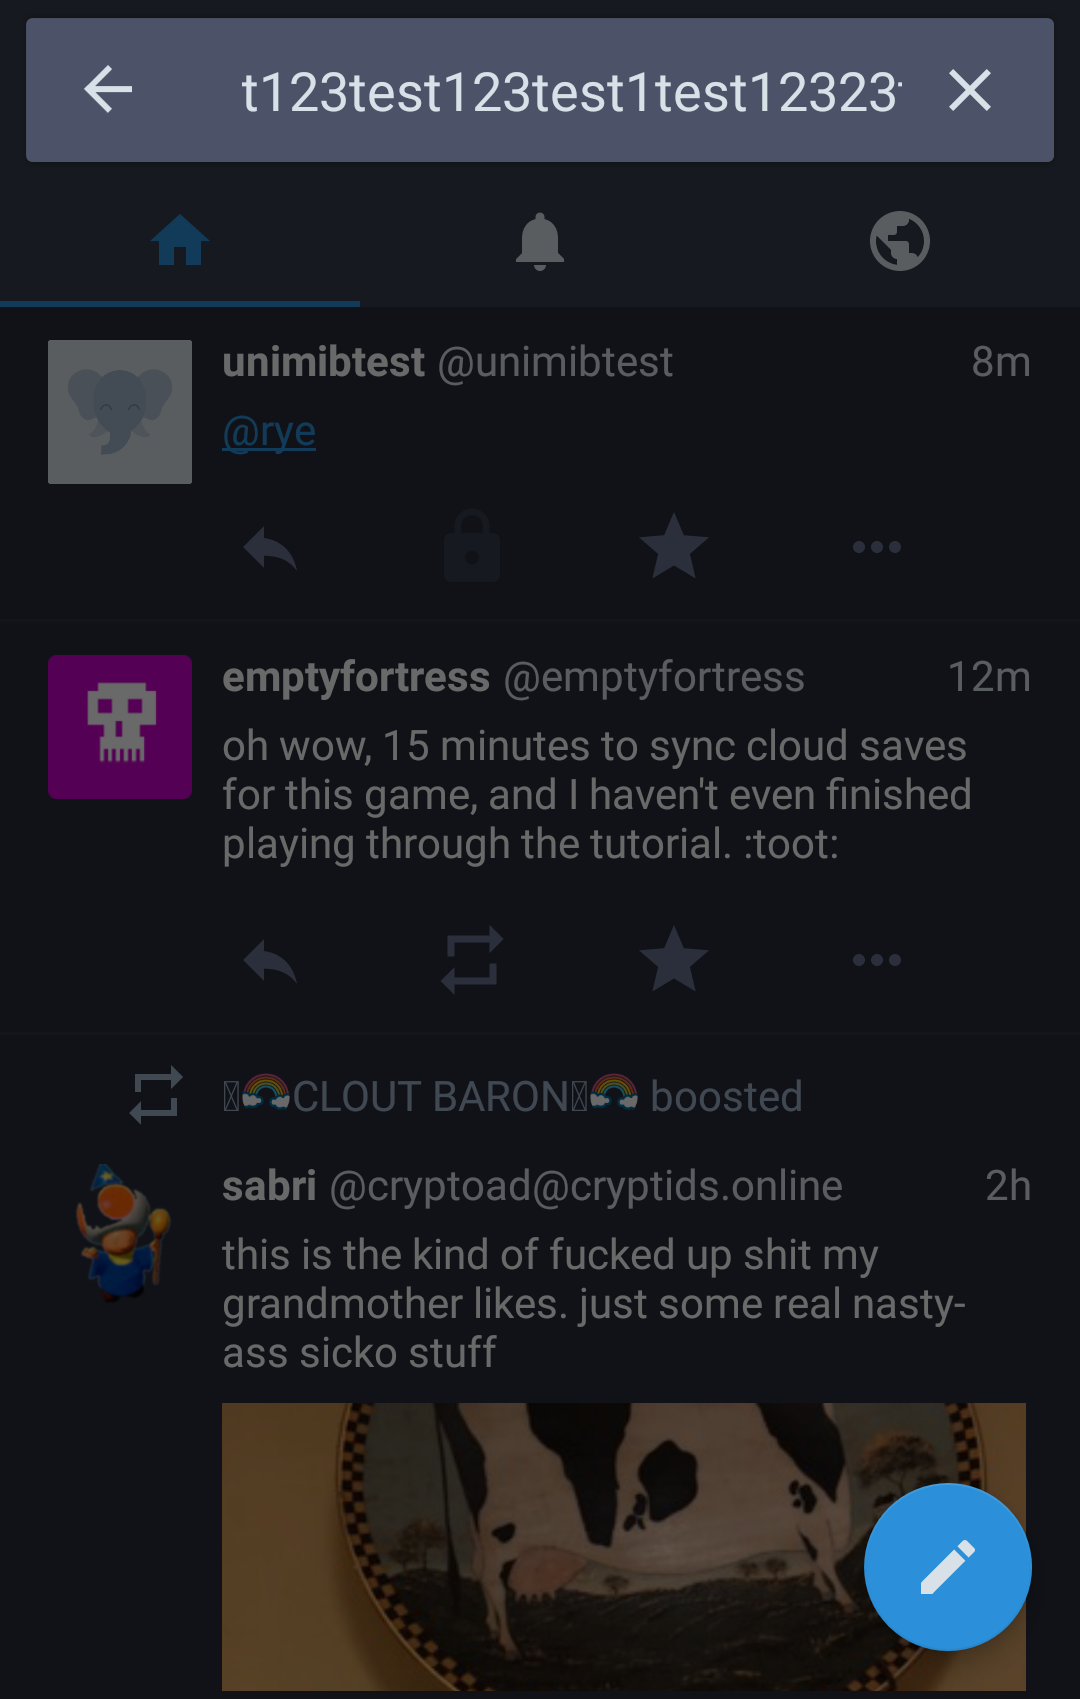 t123test123test1test12323
unimibtest @unimibtest 8m
@rye
emptyfortress @emptyfortress 12m
oh wow, 15 minutes to sync cloud saves
for this game, and I haven't even finished
playing through the tutorial. :toot:
🌈CLOUT BARON🌈 boosted
sabri @cryptoad@cryptids.online 2h
this is the kind of fucked up shit my
grandmother likes. just some real nasty-
ass sicko stuff